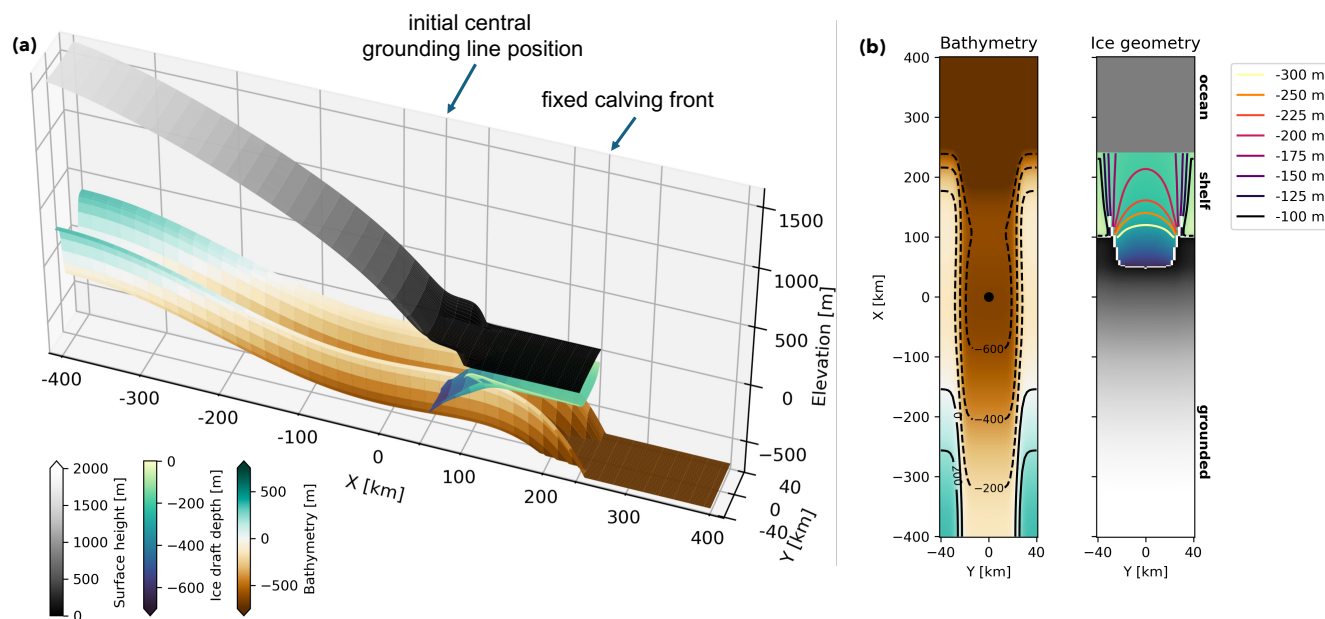 (a)
initial central
grounding line position
fixed calving front
1500
1000
500
0
−500
Elevation [m]
-400
-300
-200
-100
0
100
200
300
400
X [km]
40
0
-40
Y [km]
2000
1500
1000
500
0
Surface height [m]
0
−200
−400
−600
Ice draft depth [m]
500
0
−500
Bathymetry [m]
(b)
Bathymetry
400
300
200
100
0
−100
−200
−300
−400
X [km]
−600
−400
−200
0
200
−40
0
40
Y [km]
Ice geometry
ocean
shelf
grounded
−40
0
40
Y [km]
-300 m
-250 m
-225 m
-200 m
-175 m
-150 m
-125 m
-100 m